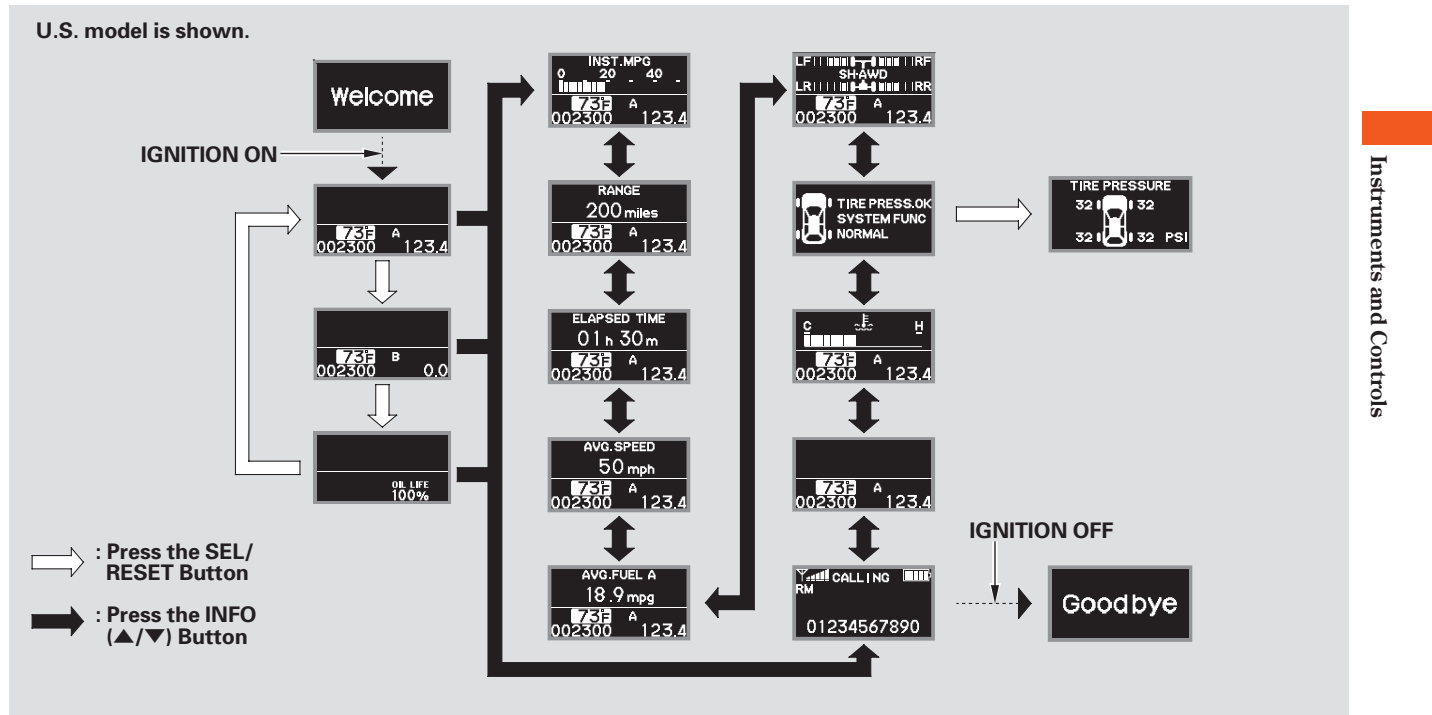 U.S. model is shown.
Welcome
IGNITION ON
73°F A
002300 123.4
73°F B
002300 0.0
OIL LIFE
100%
: Press the SEL/
RESET Button
: Press the INFO
(▲/▼) Button
INST.MPG
0 . 20 . 40 .
73°F A
002300 123.4
RANGE
200 miles
73°F A
002300 123.4
ELAPSED TIME
01 h 30 m
73°F A
002300 123.4
AVG.SPEED
50 mph
73°F A
002300 123.4
AVG.FUEL A
18.9 mpg
73°F A
002300 123.4
LF RF
SH-AWD
LR RR
73°F A
002300 123.4
TIRE PRESS.OK
SYSTEM FUNC
NORMAL
C H
73°F A
002300 123.4
73°F A
002300 123.4
CALLING
RM
01234567890
TIRE PRESSURE
32 32
32 32 PSI
IGNITION OFF
Goodbye
Instruments and Controls